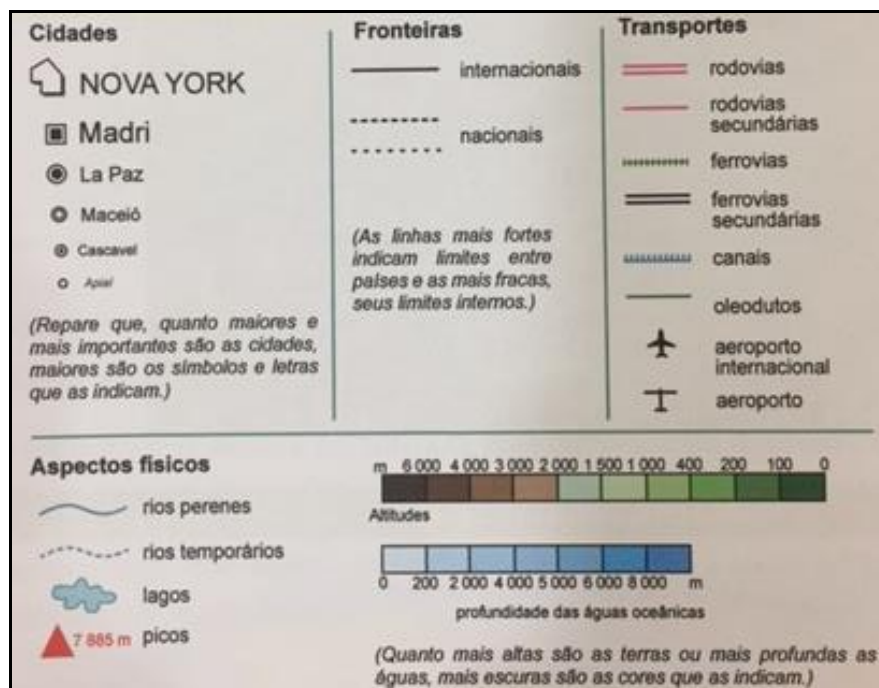 Cidades
NOVA YORK
Madri
La Paz
Maceió
Cascavel
Apiaí
(Repare que, quanto maiores e
mais importantes são as cidades,
maiores são os símbolos e letras
que as indicam.)
Fronteiras
internacionais
nacionais
(As linhas mais fortes
indicam limites entre
países e as mais fracas,
seus limites internos.)
Transportes
rodovias
rodovias
secundárias
ferrovias
ferrovias
secundárias
canais
oleodutos
aeroporto
internacional
aeroporto
Aspectos físicos
rios perenes
rios temporários
lagos
7 885 m picos
m 6 000 4 000 3 000 2 000 1 500 1 000 400 200 100 0
Altitudes
0 200 2 000 4 000 5 000 6 000 8 000 m
profundidade das águas oceânicas
(Quanto mais altas são as terras ou mais profundas as
águas, mais escuras são as cores que as indicam.)